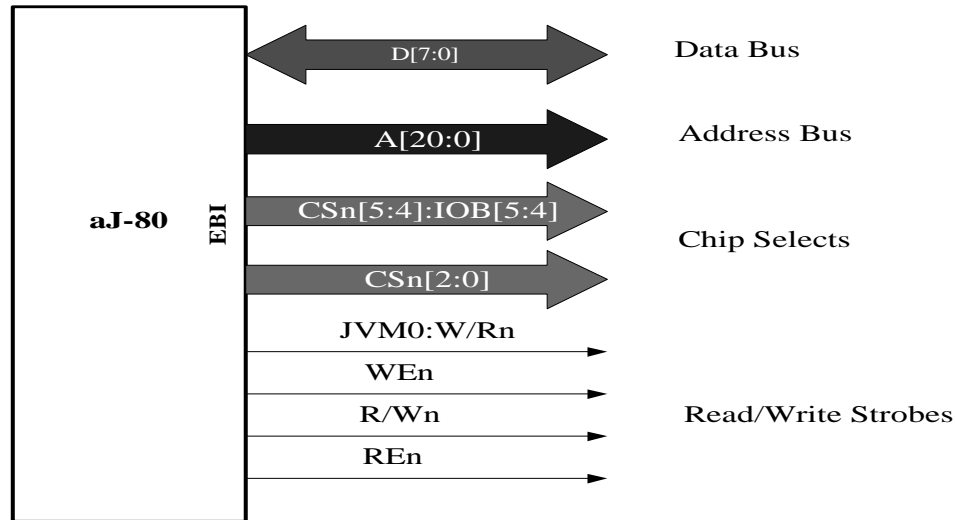 D[7:0]
Data Bus
A[20:0]
Address Bus
aJ-80
EBI
CSn[5:4]:IOB[5:4]
Chip Selects
CSn[2:0]
JVM0:W/Rn
WEn
R/Wn
Read/Write Strobes
REn